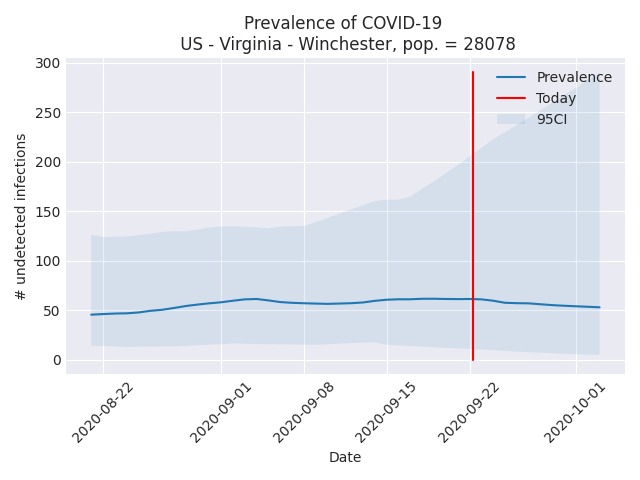 Prevalence of COVID-19
US - Virginia - Winchester, pop. = 28078
300
250
200
150
100
50
0
# undetected infections
Prevalence
Today
95CI
2020-08-22
2020-09-01
2020-09-08
2020-09-15
2020-09-22
2020-10-01
Date